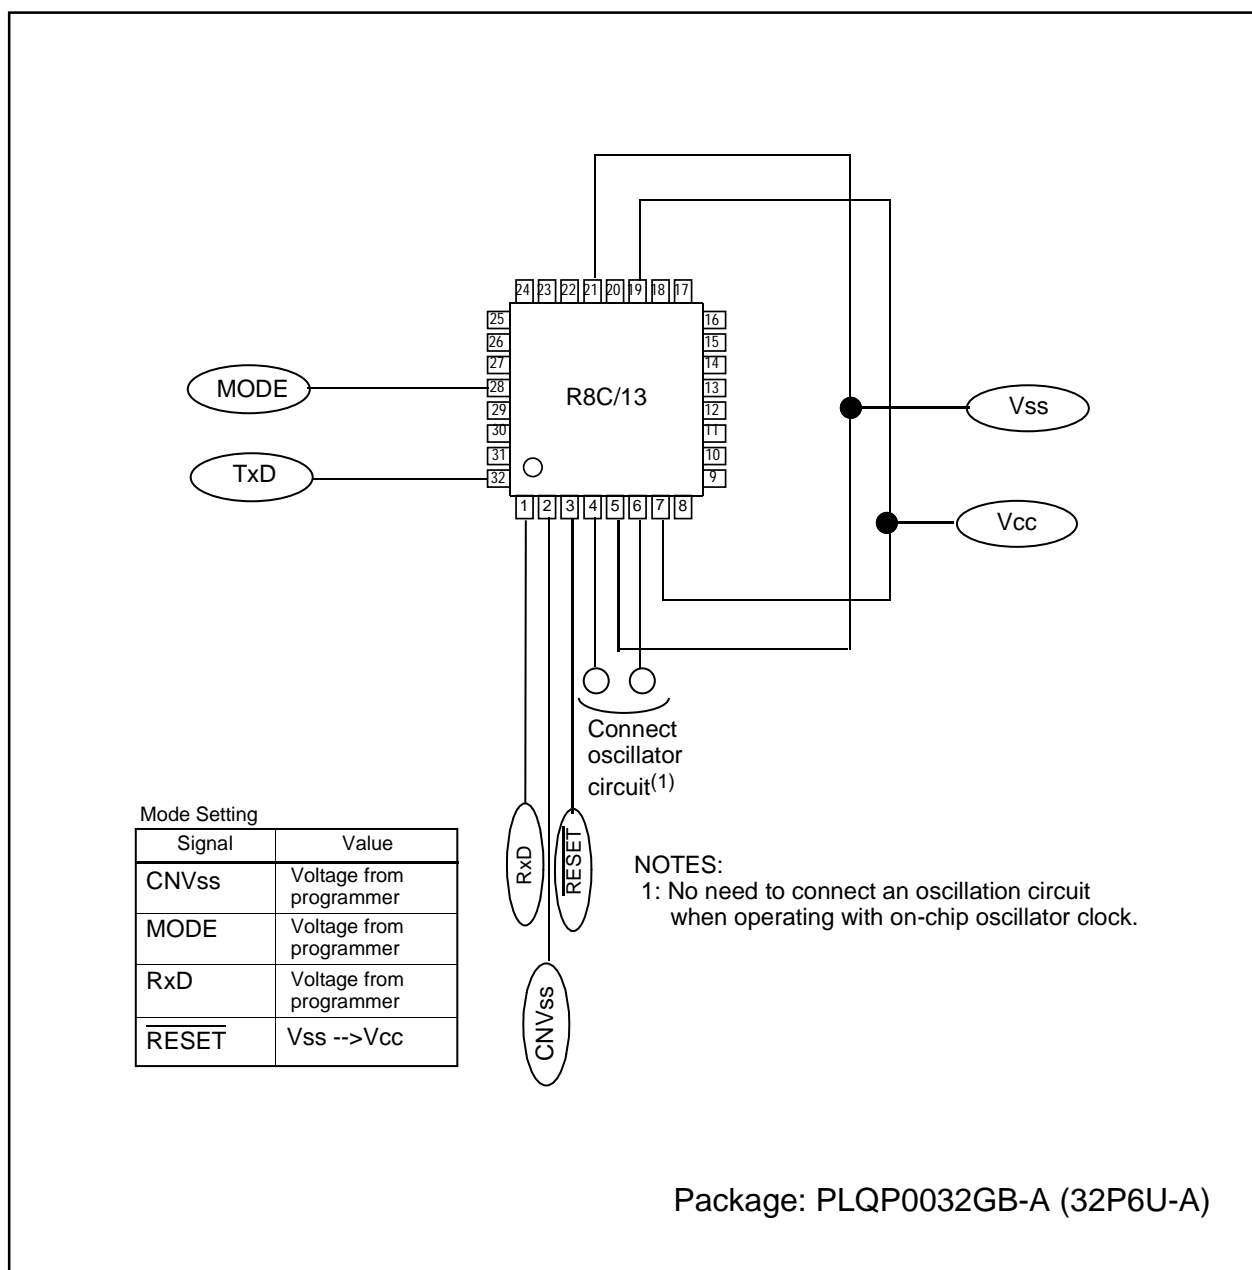 24 23 22 21 20 19 18 17
25
26
27
28
29
30
31
32
16
15
14
13
12
11
10
9
R8C/13
1 2 3 4 5 6 7 8
MODE
TxD
Vss
Vcc
Connect
oscillator
circuit(1)
RxD
RESET
CNVss
Mode Setting
Signal Value
CNVss Voltage from
programmer
MODE Voltage from
programmer
RxD Voltage from
programmer
RESET Vss -->Vcc
NOTES:
1: No need to connect an oscillation circuit
when operating with on-chip oscillator clock.
Package: PLQP0032GB-A (32P6U-A)